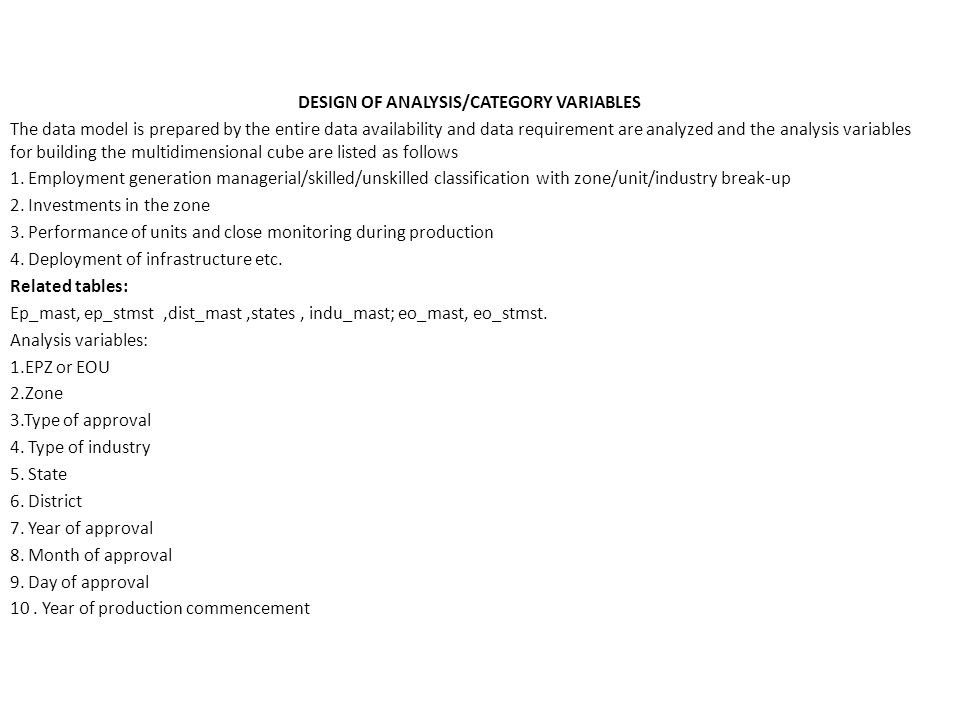 DESIGN OF ANALYSIS/CATEGORY VARIABLES
The data model is prepared by the entire data availability and data requirement are analyzed and the analysis variables
for building the multidimensional cube are listed as follows
1. Employment generation managerial/skilled/unskilled classification with zone/unit/industry break-up
2. Investments in the zone
3. Performance of units and close monitoring during production
4. Deployment of infrastructure etc.
Related tables:
Ep_mast, ep_stmst ,dist_mast ,states , indu_mast; eo_mast, eo_stmst.
Analysis variables:
1.EPZ or EOU
2.Zone
3.Type of approval
4. Type of industry
5. State
6. District
7. Year of approval
8. Month of approval
9. Day of approval
10 . Year of production commencement